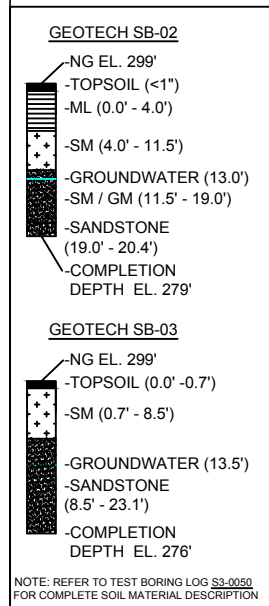 GEOTECH SB-02
-NG EL. 299'
-TOPSOIL (<1")
-ML (0.0' - 4.0')
-SM (4.0' - 11.5')
-GROUNDWATER (13.0')
-SM / GM (11.5' - 19.0')
-SANDSTONE
(19.0' - 20.4')
-COMPLETION
DEPTH EL. 279'
GEOTECH SB-03
-NG EL. 299'
-TOPSOIL (0.0' -0.7')
-SM (0.7' - 8.5')
-GROUNDWATER (13.5')
-SANDSTONE
(8.5' - 23.1')
-COMPLETION
DEPTH EL. 276'
NOTE: REFER TO TEST BORING LOG S3-0050
FOR COMPLETE SOIL MATERIAL DESCRIPTION